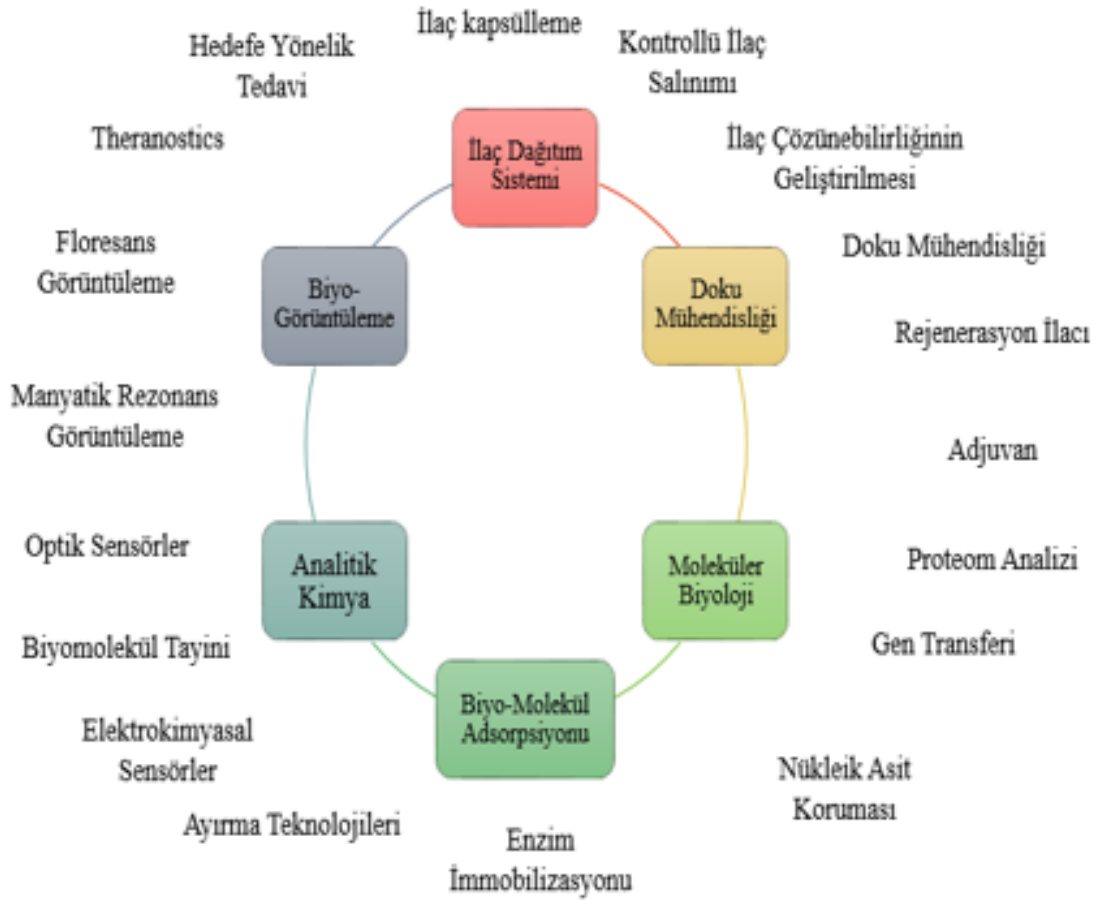 İlaç kapsülleme
Hedefe Yönelik
Tedavi
Kontrollü İlaç
Salınımı
Theranostics
İlaç Çözünebilirliğinin
Geliştirilmesi
İlaç Dağıtım
Sistemi
Floresans
Görüntüleme
Biyo-
Görüntüleme
Doku
Mühendisliği
Doku Mühendisliği
Rejenerasyon İlacı
Manyatik Rezonans
Görüntüleme
Adjuvan
Optik Sensörler
Analitik
Kimya
Moleküler
Biyoloji
Proteom Analizi
Biyomolekül Tayini
Gen Transferi
Biyo-Molekül
Adsorpsiyonu
Elektrokimyasal
Sensörler
Nükleik Asit
Koruması
Ayırma Teknolojileri
Enzim
İmmobilizasyonu